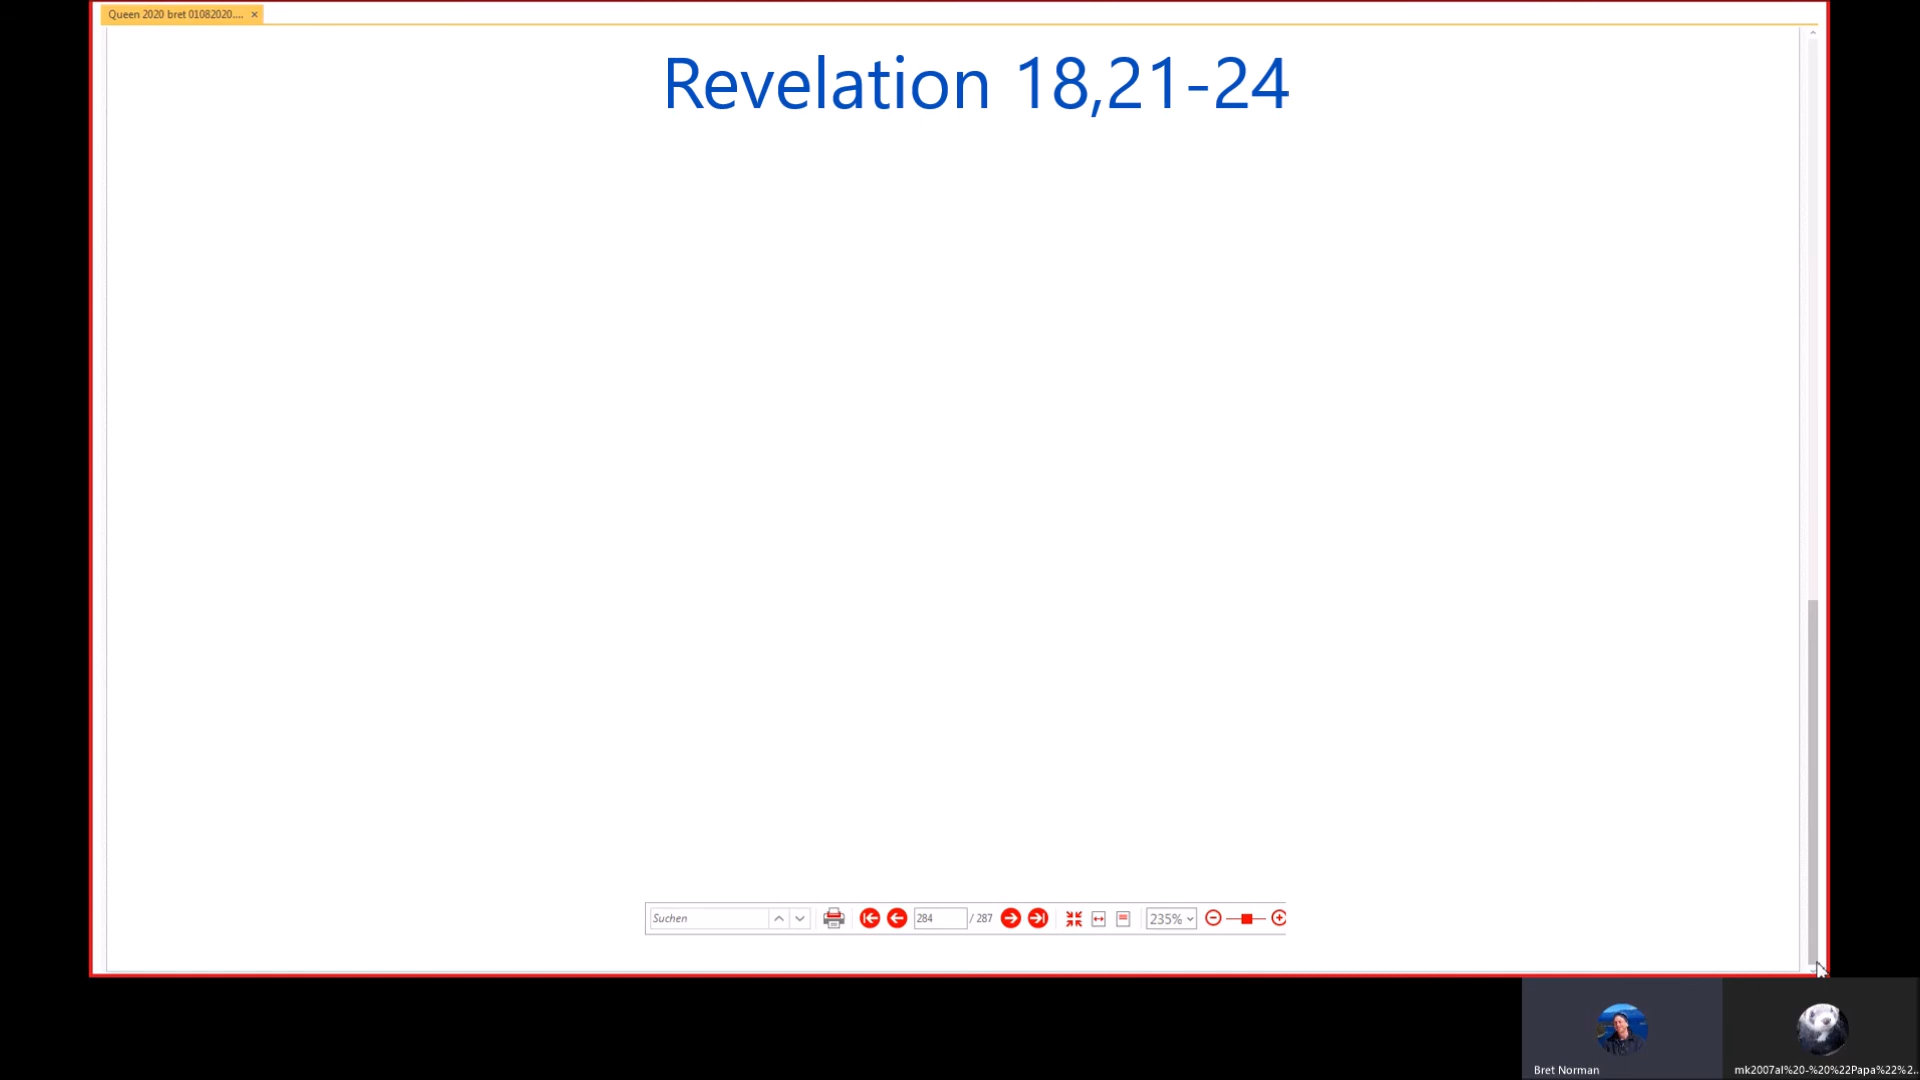 Queen 2020 bret 01082020....
Revelation 18,21-24
Suchen
284 / 287
235%
Bret Norman
mk2007al%20-%20%22Papa%22%2...